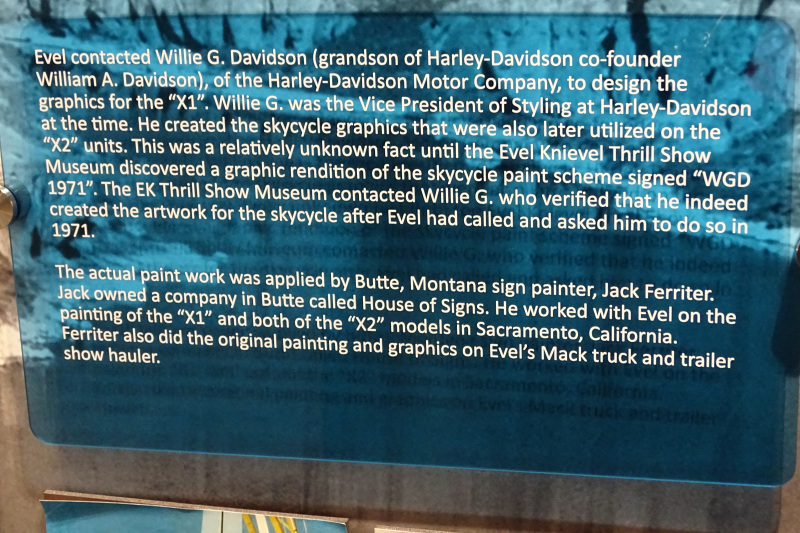 Evel contacted Willie G. Davidson (grandson of Harley-Davidson co-founder
William A. Davidson), of the Harley-Davidson Motor Company, to design the
graphics for the “X1”. Willie G. was the Vice President of Styling at Harley-Davidson
at the time. He created the skycycle graphics that were also later utilized on the
“X2” units. This was a relatively unknown fact until the Evel Knievel Thrill Show
Museum discovered a graphic rendition of the skycycle paint scheme signed “WGD
1971”. The EK Thrill Show Museum contacted Willie G. who verified that he indeed
created the artwork for the skycycle after Evel had called and asked him to do so in
1971.
The actual paint work was applied by Butte, Montana sign painter, Jack Ferriter.
Jack owned a company in Butte called House of Signs. He worked with Evel on the
painting of the “X1” and both of the “X2” models in Sacramento, California.
Ferriter also did the original painting and graphics on Evel’s Mack truck and trailer
show hauler.